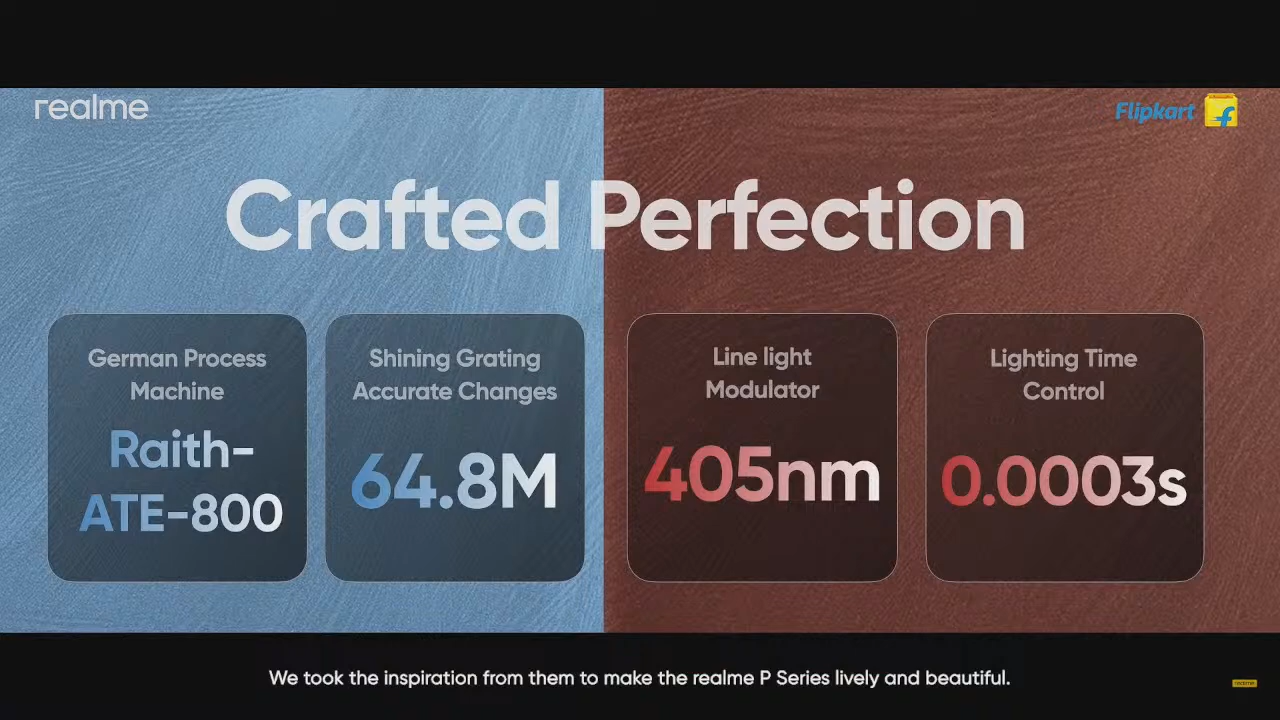 realme
Flipkart
Crafted Perfection
German Process
Machine
Raith-
ATE-800
Shining Grating
Accurate Changes
64.8M
Line light
Modulator
405nm
Lighting Time
Control
0.0003s
We took the inspiration from them to make the realme P Series lively and beautiful.
realme